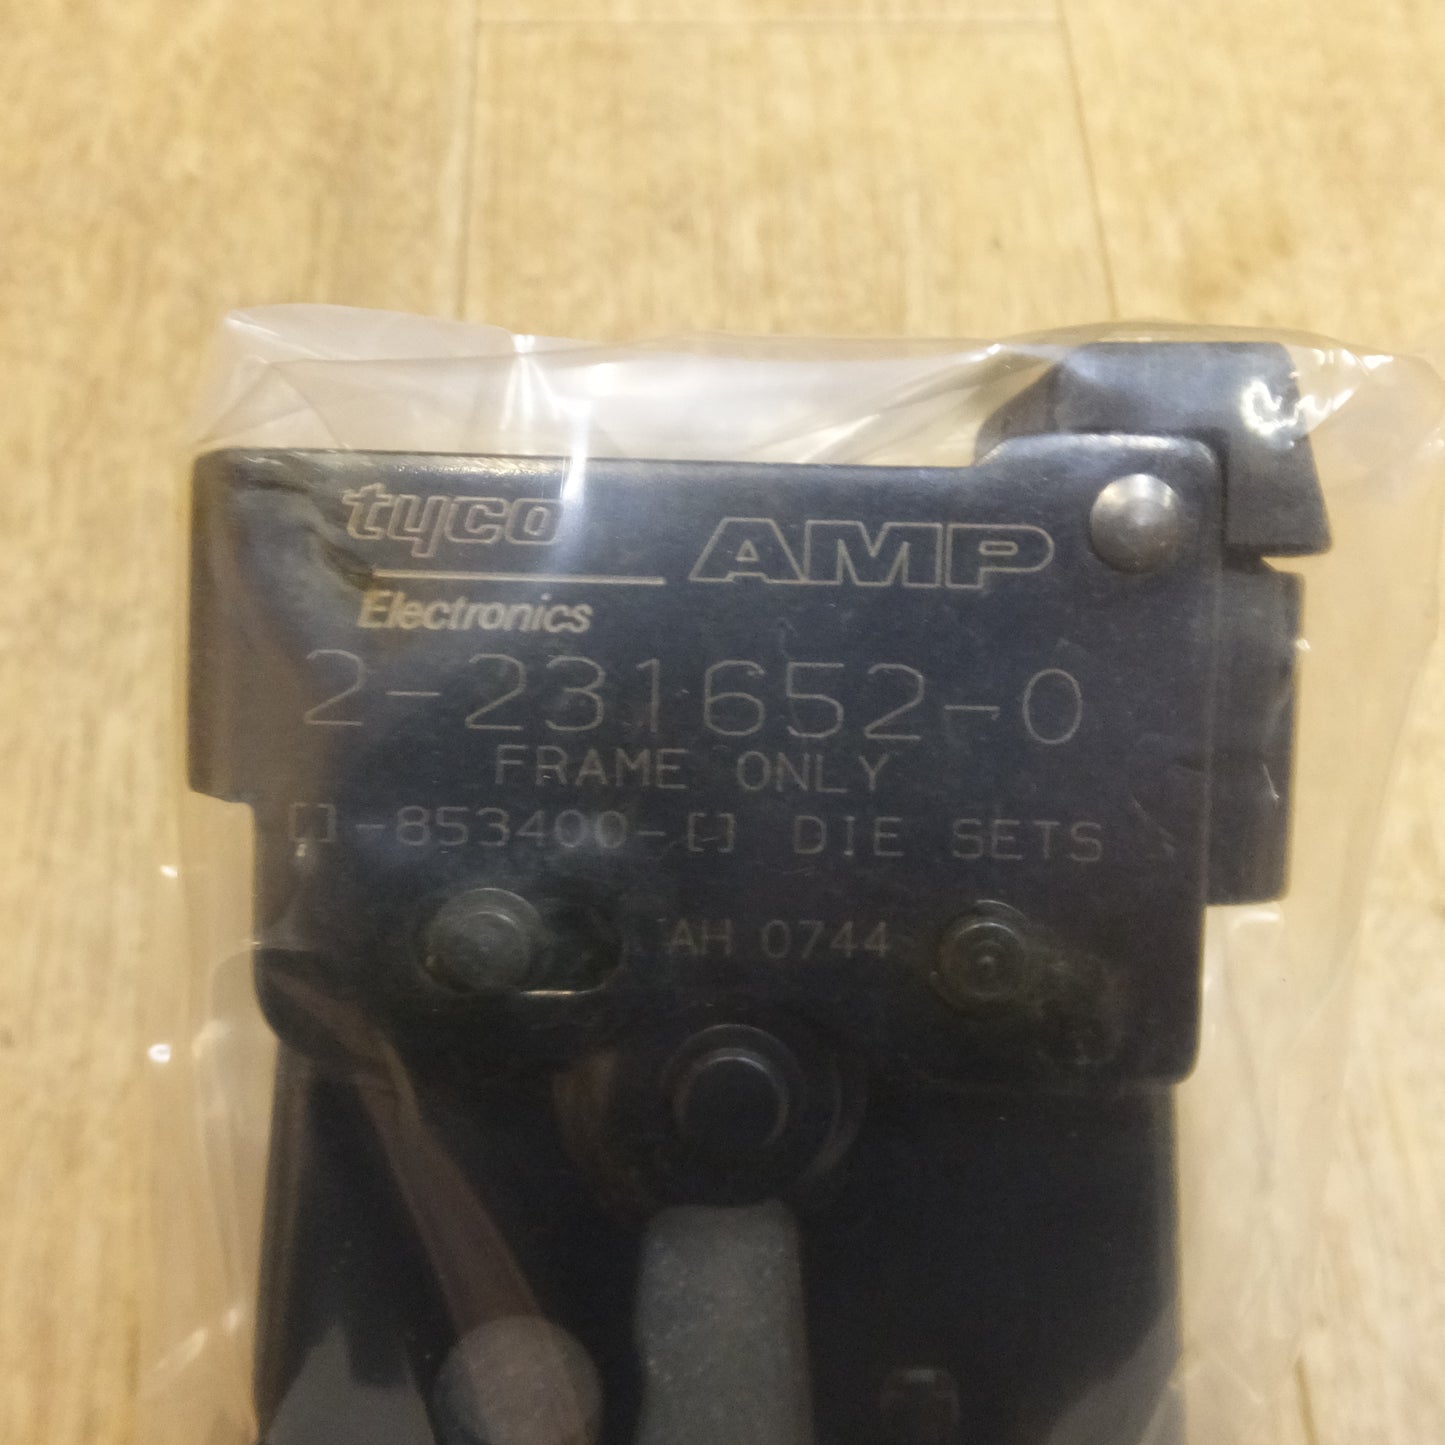 tyco AMP
Electronics
2-231652-0
FRAME ONLY
[]-853400-[] DIE SETS
AH 0744